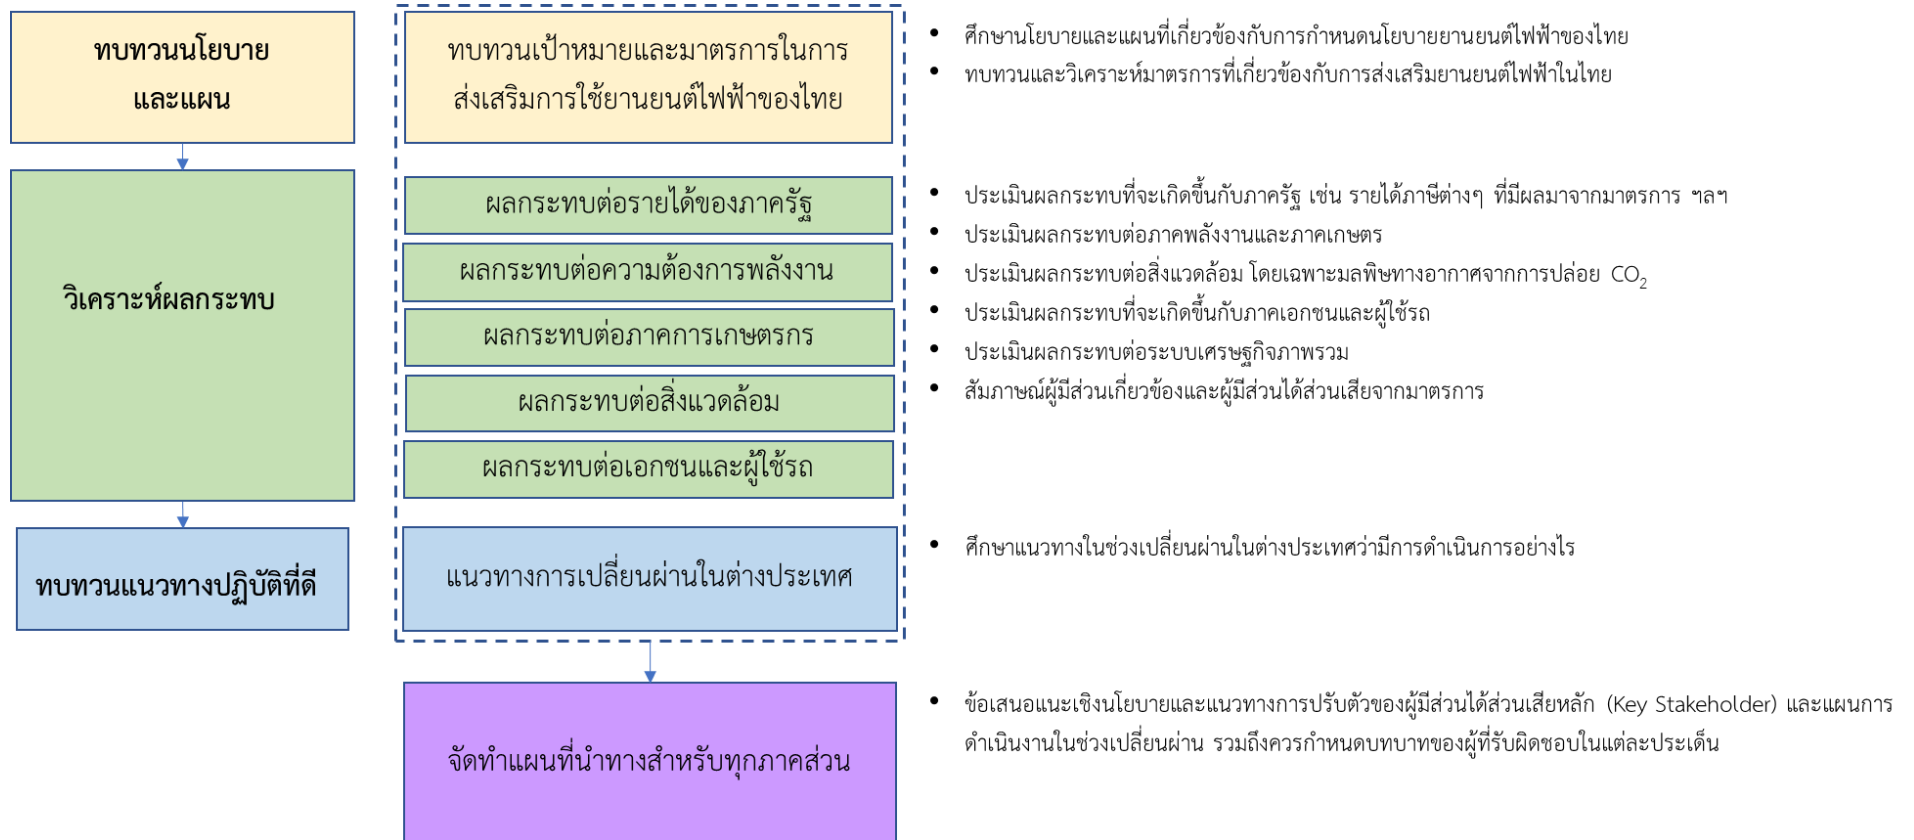 ทบทวนนโยบาย
และแผน
ทบทวนเป้าหมายและมาตรการในการ
ส่งเสริมการใช้ยานยนต์ไฟฟ้าของไทย
• ศึกษานโยบายและแผนที่เกี่ยวข้องกับการกำหนดนโยบายยานยนต์ไฟฟ้าของไทย
• ทบทวนและวิเคราะห์มาตรการที่เกี่ยวข้องกับการส่งเสริมยานยนต์ไฟฟ้าในไทย
วิเคราะห์ผลกระทบ
ผลกระทบต่อรายได้ของภาครัฐ
ผลกระทบต่อความต้องการพลังงาน
ผลกระทบต่อภาคการเกษตรกร
ผลกระทบต่อสิ่งแวดล้อม
ผลกระทบต่อเอกชนและผู้ใช้รถ
• ประเมินผลกระทบที่จะเกิดขึ้นกับภาครัฐ เช่น รายได้ภาษีต่างๆ ที่มีผลมาจากมาตรการ ฯลฯ
• ประเมินผลกระทบต่อภาคพลังงานและภาคเกษตร
• ประเมินผลกระทบต่อสิ่งแวดล้อม โดยเฉพาะมลพิษทางอากาศจากการปล่อย CO₂
• ประเมินผลกระทบที่จะเกิดขึ้นกับภาคเอกชนและผู้ใช้รถ
• ประเมินผลกระทบต่อระบบเศรษฐกิจภาพรวม
• สัมภาษณ์ผู้มีส่วนเกี่ยวข้องและผู้มีส่วนได้ส่วนเสียจากมาตรการ
ทบทวนแนวทางปฏิบัติที่ดี
แนวทางการเปลี่ยนผ่านในต่างประเทศ
• ศึกษาแนวทางในช่วงเปลี่ยนผ่านในต่างประเทศว่ามีการดำเนินการอย่างไร
จัดทำแผนที่นำทางสำหรับทุกภาคส่วน
• ข้อเสนอแนะเชิงนโยบายและแนวทางการปรับตัวของผู้มีส่วนได้ส่วนเสียหลัก (Key Stakeholder) และแผนการ
ดำเนินงานในช่วงเปลี่ยนผ่าน รวมถึงควรกำหนดบทบาทของผู้ที่รับผิดชอบในแต่ละประเด็น